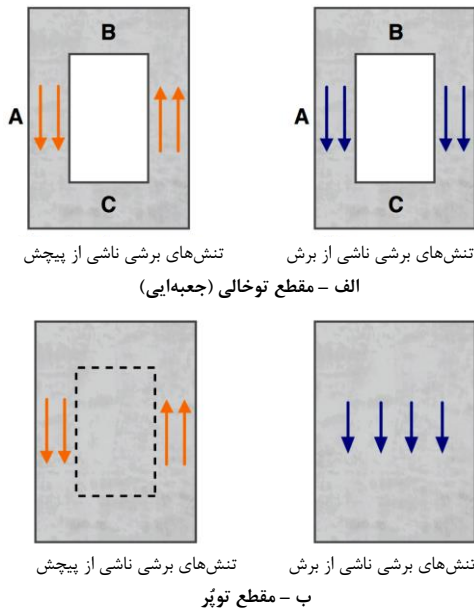 B
B
A
A
C
C
تنش‌های برشی ناشی از برش
تنش‌های برشی ناشی از پیچش
الف – مقطع توخالی (جعبه‌ایی)
تنش‌های برشی ناشی از برش
تنش‌های برشی ناشی از پیچش
ب – مقطع توپُر